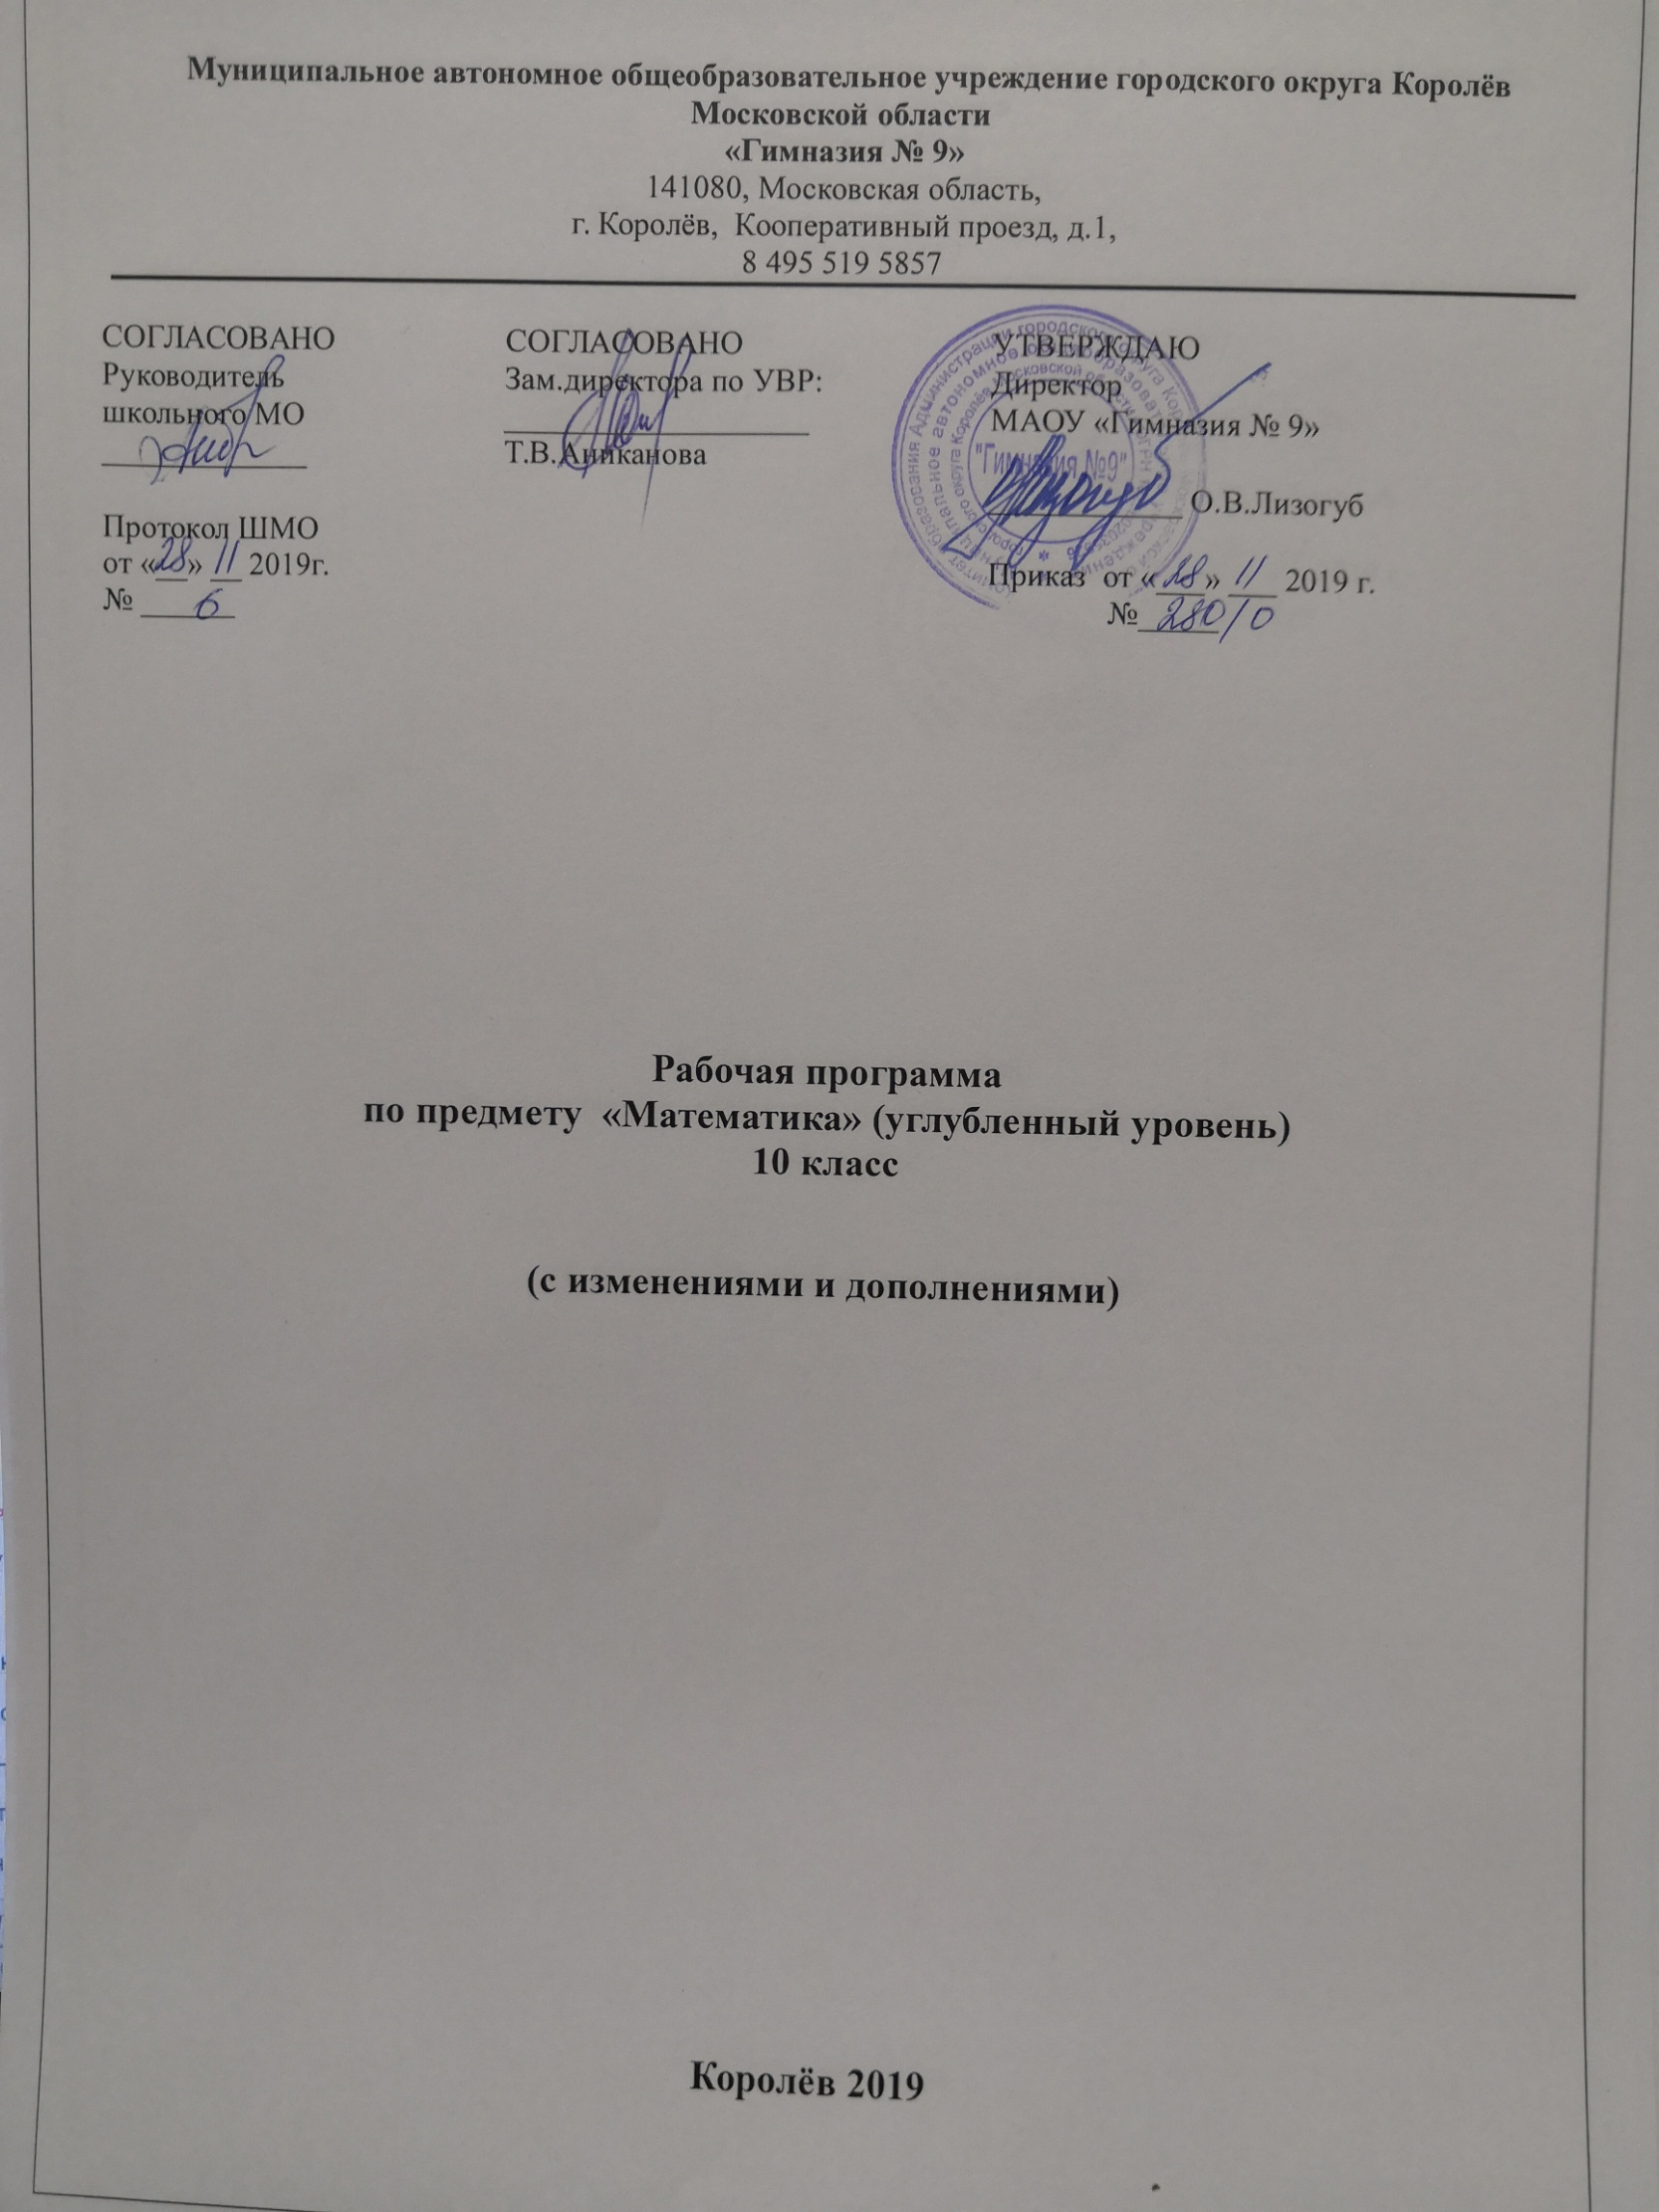 Муниципальное автономное общеобразовательное учреждение городского округа Королёв
Московской области
«Гимназия № 9»
141080, Московская область,
г. Королёв, Кооперативный проезд, д.1,
8 495 519 5857
СОГЛАСОВАНО
Руководитель
школьного МО
Протокол ШМО
от «28» 11 2019г.
№ 6
СОГЛАСОВАНО
Зам.директора по УВР:
Т.В.Аниканова
УТВЕРЖДАЮ
Директор
МАОУ «Гимназия № 9»
О.В.Лизогуб
Приказ от «28» 11 2019 г.
№ 280/0
"Гимназия №9"
Рабочая программа
по предмету «Математика» (углубленный уровень)
10 класс
(с изменениями и дополнениями)
Королёв 2019